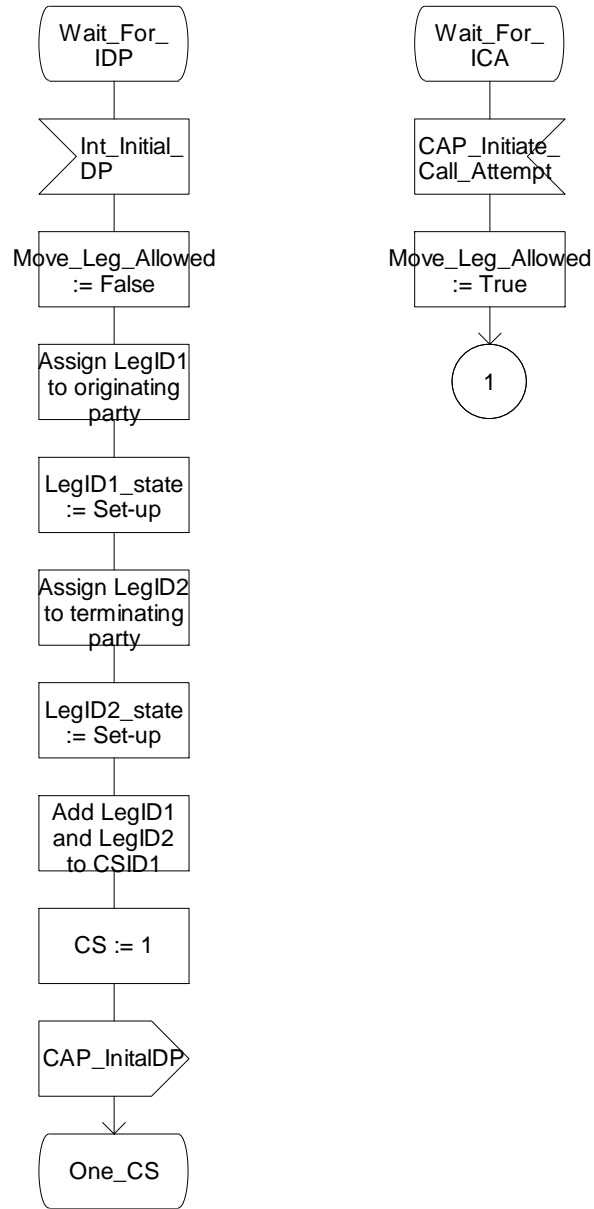 Wait_For_
IDP
Int_Initial_
DP
Move_Leg_Allowed
:= False
Assign LegID1
to originating
party
LegID1_state
:= Set-up
Assign LegID2
to terminating
party
LegID2_state
:= Set-up
Add LegID1
and LegID2
to CSID1
CS := 1
CAP_InitalDP
One_CS
Wait_For_
ICA
CAP_Initiate_
Call_Attempt
Move_Leg_Allowed
:= True
1